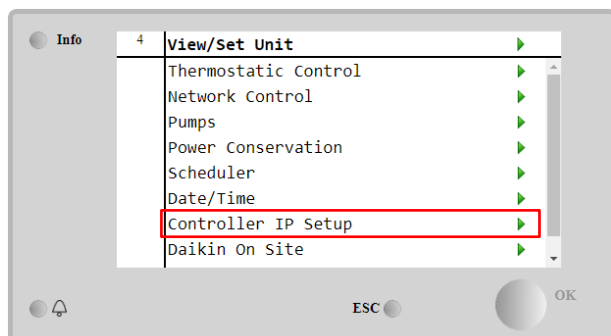 Info
4 View/Set Unit
Thermostatic Control
Network Control
Pumps
Power Conservation
Scheduler
Date/Time
Controller IP Setup
Daikin On Site
ESC
OK